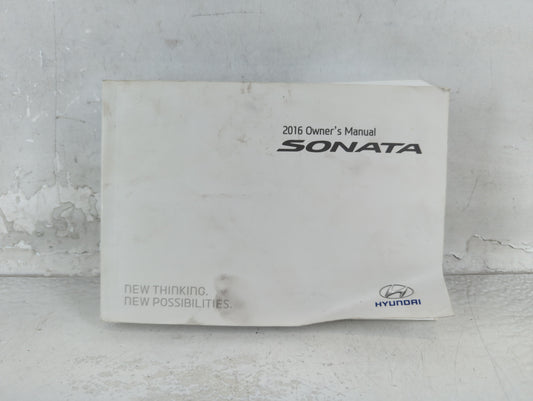 2016 Owner's Manual
SONATA
NEW THINKING.
NEW POSSIBILITIES.
HYUNDAI